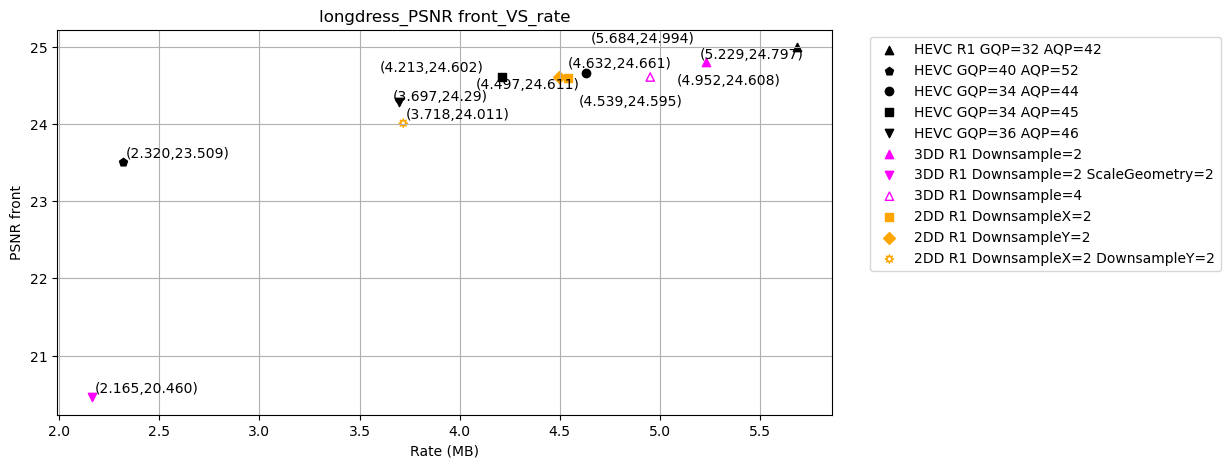 longdress_PSNR front_VS_rate
(5.684,24.994)
(5.229,24.797)
(4.213,24.602)
(4.632,24.661)
(4.497,24.611)
(4.952,24.608)
(4.539,24.595)
(3.697,24.29)
(3.718,24.011)
(2.320,23.509)
(2.165,20.460)
25
24
23
22
21
PSNR front
2.0 2.5 3.0 3.5 4.0 4.5 5.0 5.5
Rate (MB)
HEVC R1 GQP=32 AQP=42
HEVC GQP=40 AQP=52
HEVC GQP=34 AQP=44
HEVC GQP=34 AQP=45
HEVC GQP=36 AQP=46
3DD R1 Downsample=2
3DD R1 Downsample=2 ScaleGeometry=2
3DD R1 Downsample=4
2DD R1 DownsampleX=2
2DD R1 DownsampleY=2
2DD R1 DownsampleX=2 DownsampleY=2